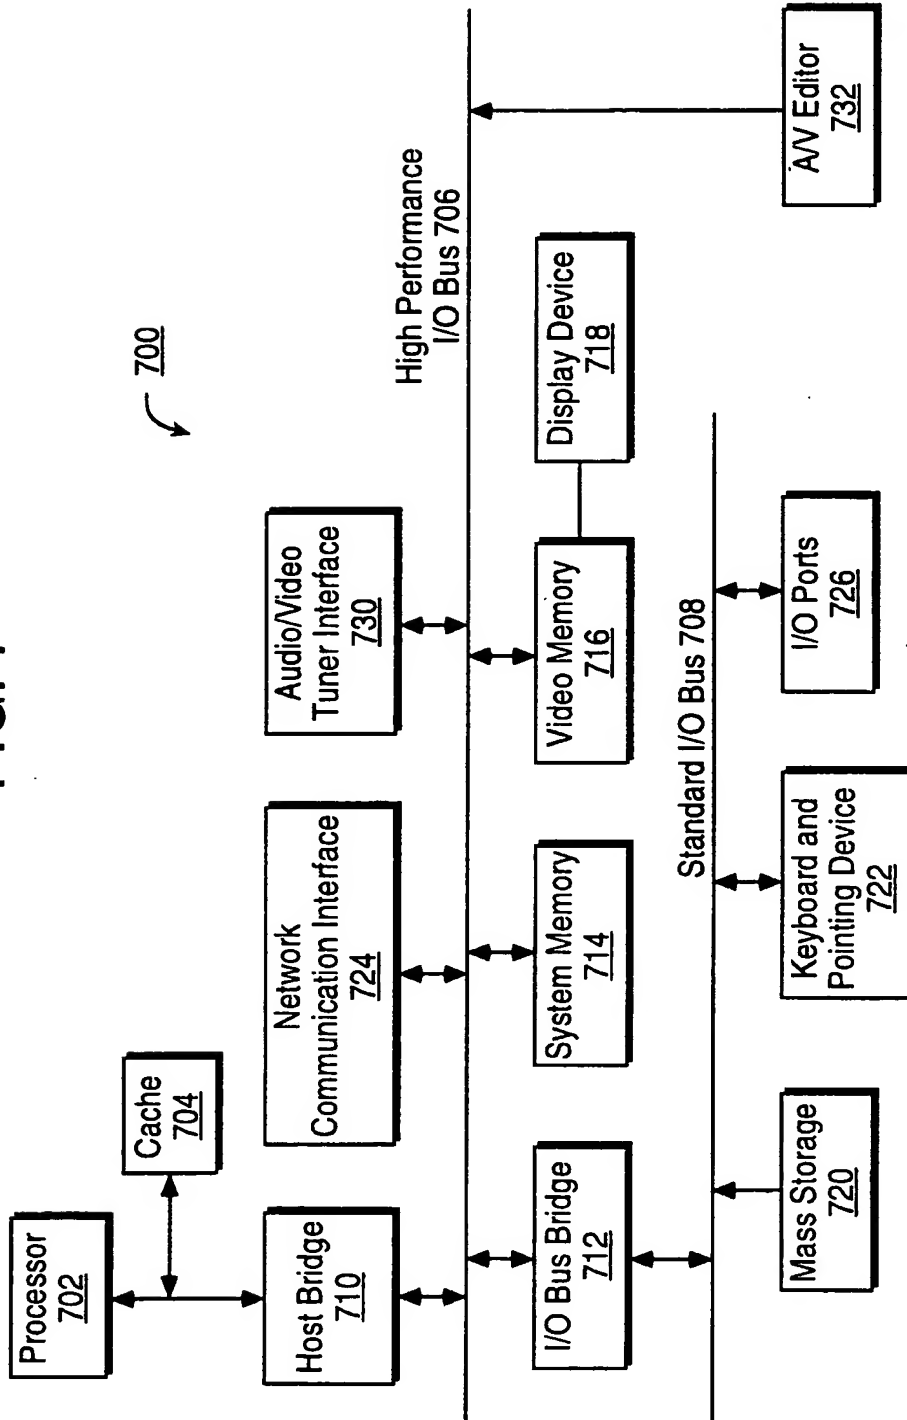 700
Processor
702
Cache
704
Host Bridge
710
Network
Communication Interface
724
Audio/Video
Tuner Interface
730
High Performance
I/O Bus 706
I/O Bus Bridge
712
System Memory
714
Video Memory
716
Display Device
718
Standard I/O Bus 708
Mass Storage
720
Keyboard and
Pointing Device
722
I/O Ports
726
A/V Editor
732